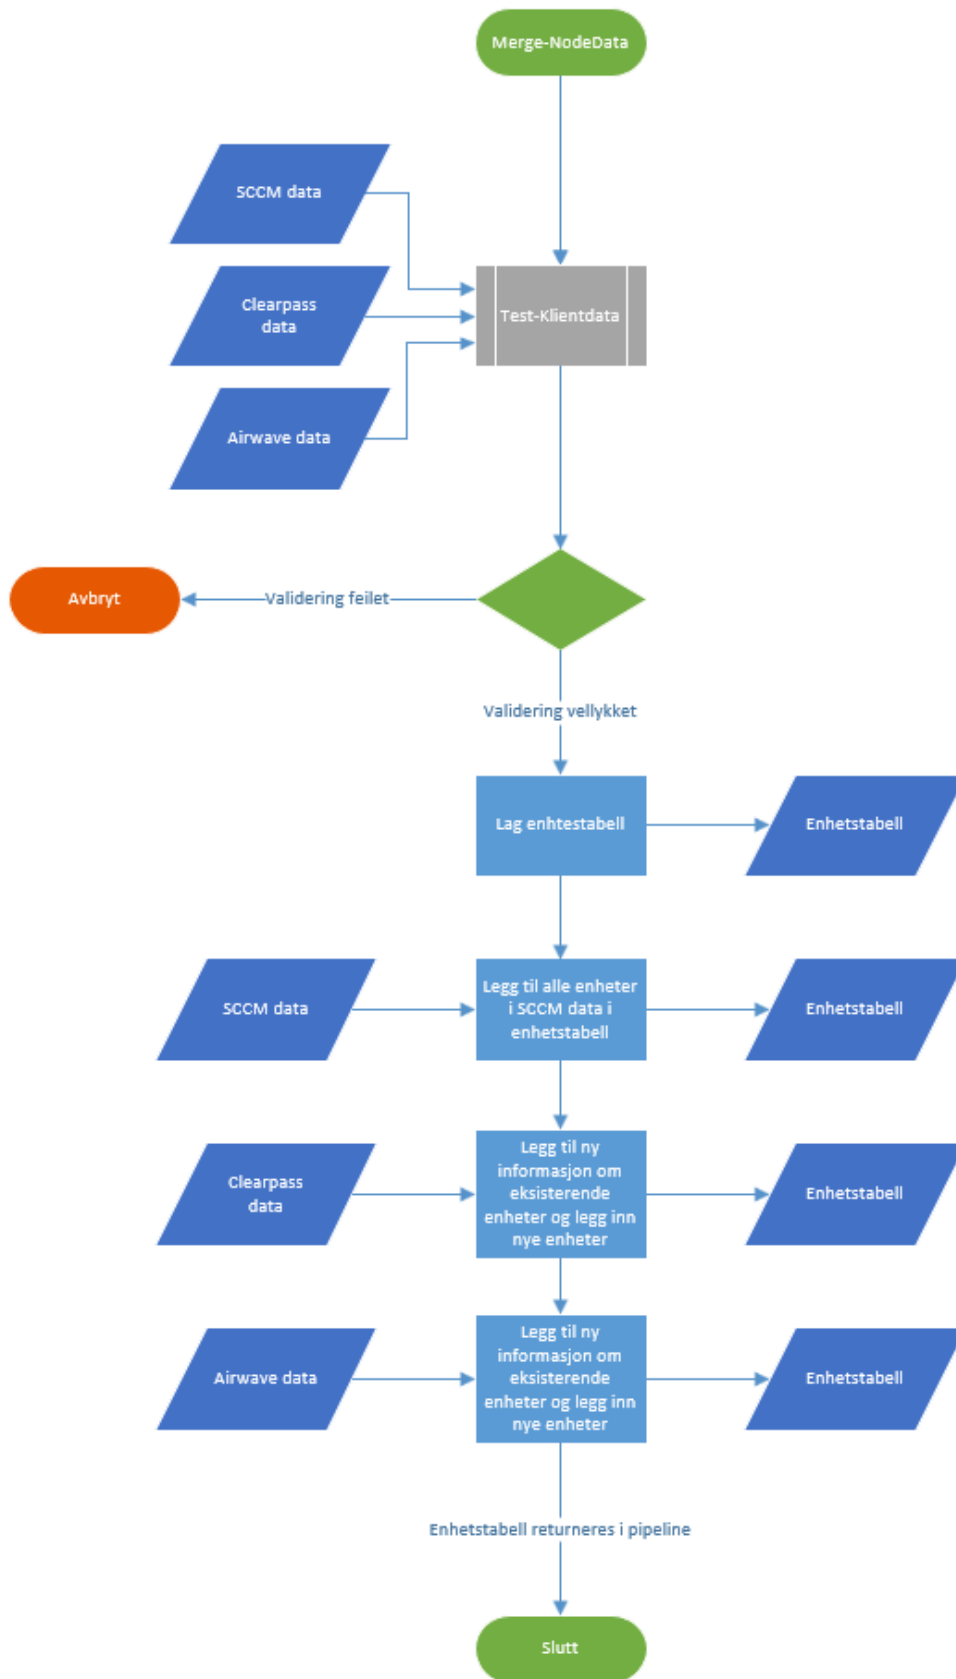 Merge-NodeData
SCCM data
Clearpass
data
Test-Klientdata
Airwave data
Avbryt
Validering feilet
Validering vellykket
Lag enhtestabell
Enhetstabell
SCCM data
Legg til alle enheter
i SCCM data i
enhetstabell
Enhetstabell
Clearpass
data
Legg til ny
informasjon om
eksisterende
enheter og legg inn
nye enheter
Enhetstabell
Airwave data
Legg til ny
informasjon om
eksisterende
enheter og legg inn
nye enheter
Enhetstabell
Enhetstabell returneres i pipeline
Slutt